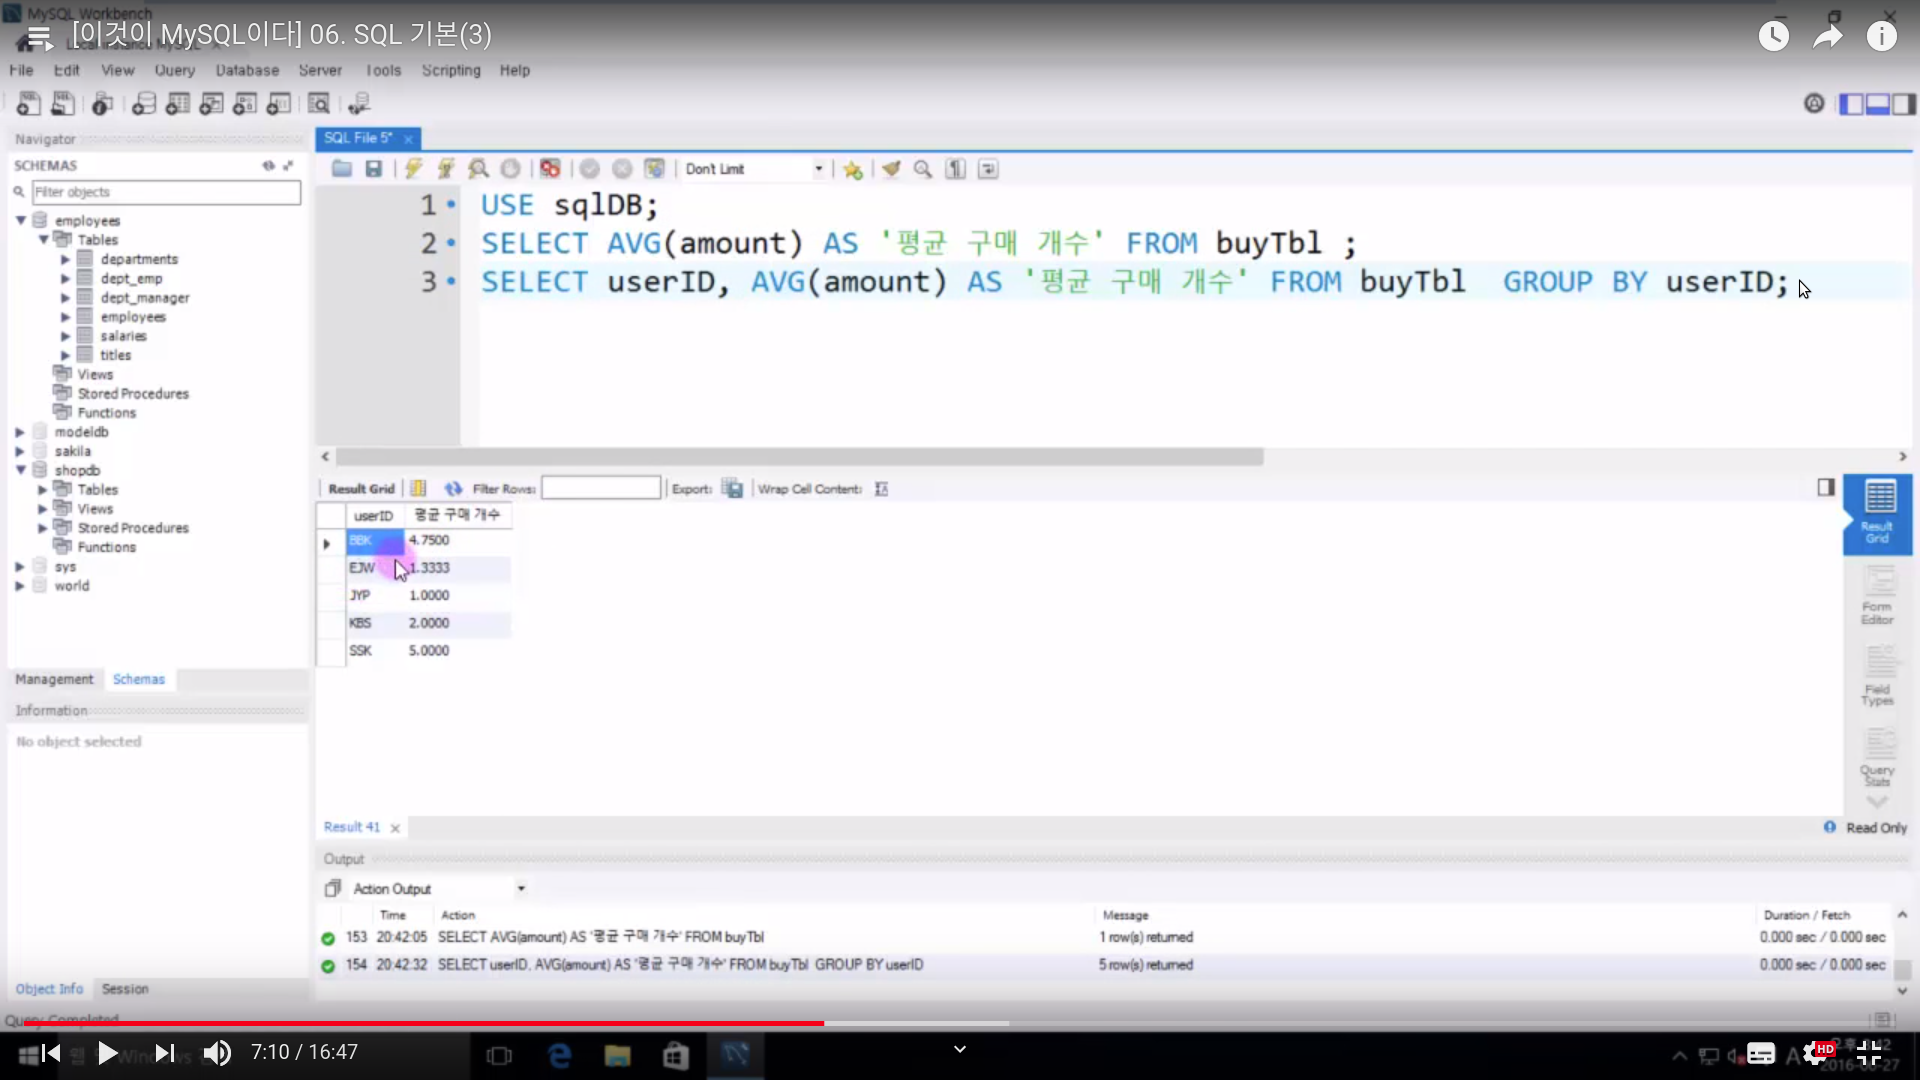 MySQL Workbench
[이것이 MySQL이다] 06. SQL 기본(3)
File Edit View Query Database Server Tools Scripting Help
Navigator
SQL File 5*
SCHEMAS
Don't Limit
Filter objects
employees
Tables
departments
dept_emp
dept_manager
employees
salaries
titles
Views
Stored Procedures
Functions
modeldb
sakila
shopdb
Tables
Views
Stored Procedures
Functions
sys
world
1 USE sqlDB;
2 SELECT AVG(amount) AS '평균 구매 개수' FROM buyTbl ;
3 SELECT userID, AVG(amount) AS '평균 구매 개수' FROM buyTbl GROUP BY userID;
Result Grid Filter Rows: Export: Wrap Cell Content:
userID 평균 구매 개수
BBK 4.7500
EJW 1.3333
JYP 1.0000
KBS 2.0000
SSK 5.0000
Result Grid
Form Editor
Field Types
Query Stats
Management Schemas
Information
No object selected
Result 41
Read Only
Output
Action Output
Time Action Message Duration / Fetch
153 20:42:05 SELECT AVG(amount) AS '평균 구매 개수' FROM buyTbl 1 row(s) returned 0.000 sec / 0.000 sec
154 20:42:32 SELECT userID, AVG(amount) AS '평균 구매 개수' FROM buyTbl GROUP BY userID 5 row(s) returned 0.000 sec / 0.000 sec
Object Info Session
Query Completed
7:10 / 16:47
HD